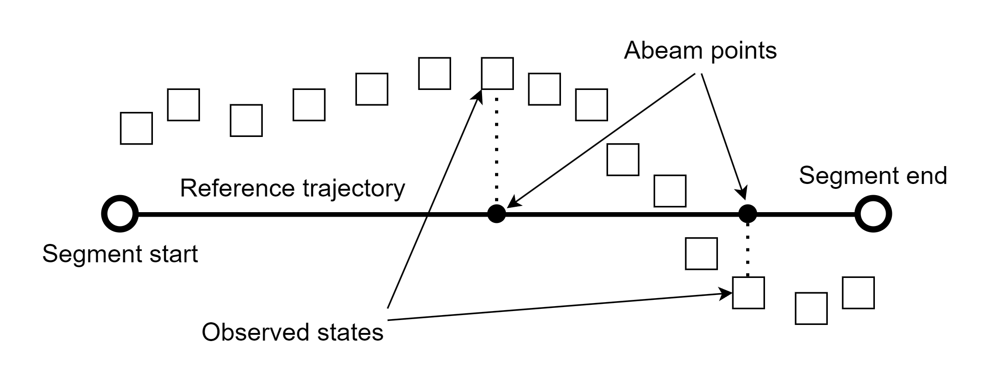 Abeam points
Segment end
Reference trajectory
Segment start
Observed states